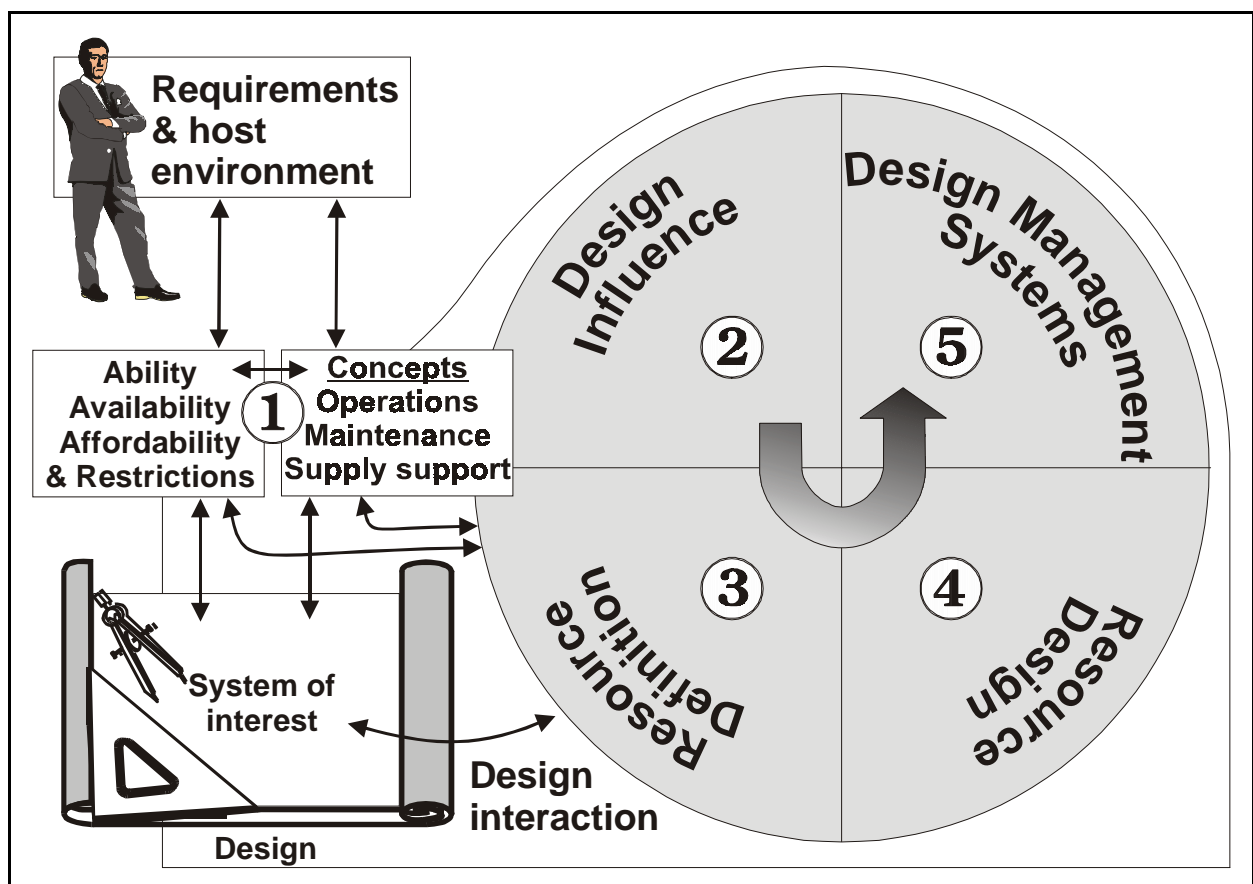 Requirements
& host
environment
Ability
Availability
Affordability
& Restrictions
1
Concepts
Operations
Maintenance
Supply support
Design
Influence
2
Design Management
Systems
5
3
Resource
Definition
4
Resource
Design
System of
interest
Design
interaction
Design